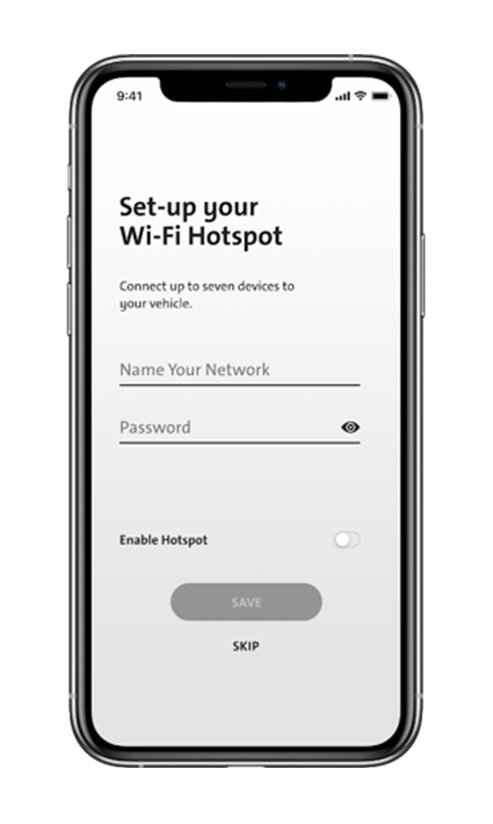 9:41
Set-up your
Wi-Fi Hotspot
Connect up to seven devices to
your vehicle.
Name Your Network
Password
Enable Hotspot
SAVE
SKIP